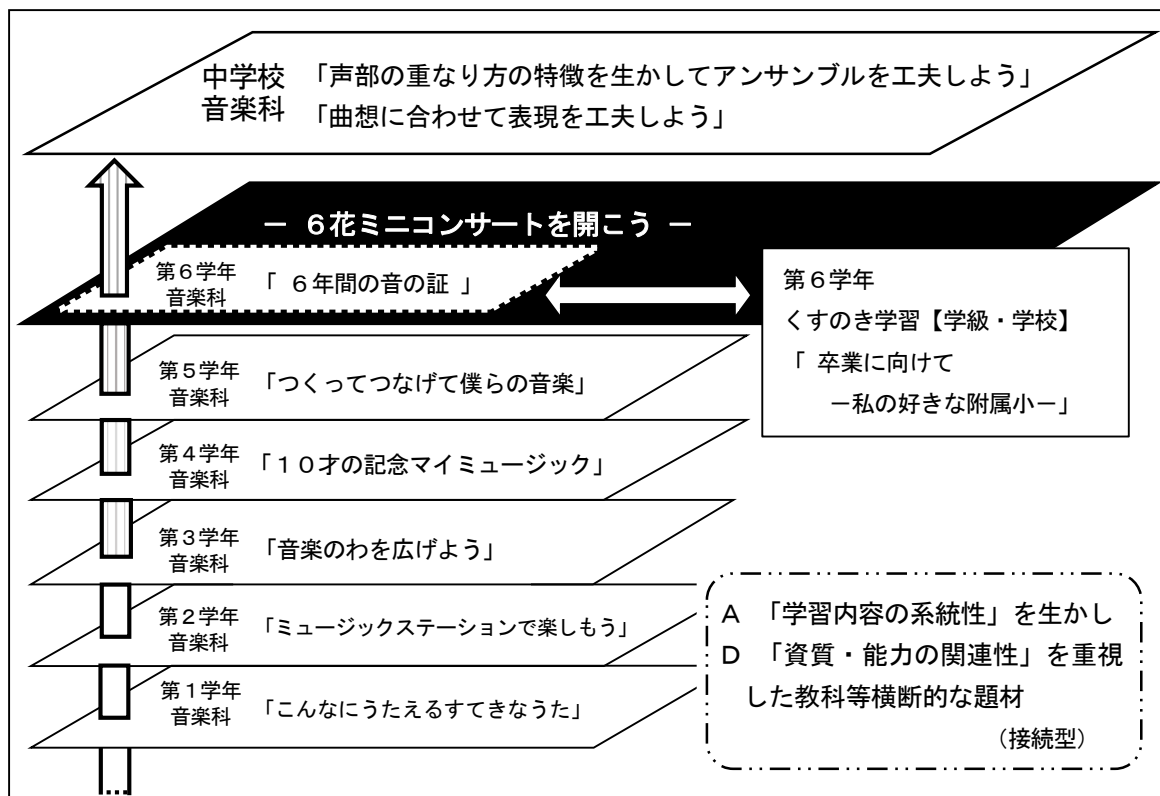 中学校
音楽科
「声部の重なり方の特徴を生かしてアンサンブルを工夫しよう」
「曲想に合わせて表現を工夫しよう」
－ ６花ミニコンサートを開こう －
第６学年
音楽科
「 ６年間の音の証 」
第６学年
くすのき学習【学級・学校】
「 卒業に向けて
－私の好きな附属小－」
第５学年
音楽科
「つくってつなげて僕らの音楽」
第４学年
音楽科
「１０才の記念マイミュージック」
第３学年
音楽科
「音楽のわを広げよう」
第２学年
音楽科
「ミュージックステーションで楽しもう」
第１学年
音楽科
「こんなにうたえるすてきなうた」
Ａ 「学習内容の系統性」を生かし
Ｄ 「資質・能力の関連性」を重視
した教科等横断的な題材
（接続型）